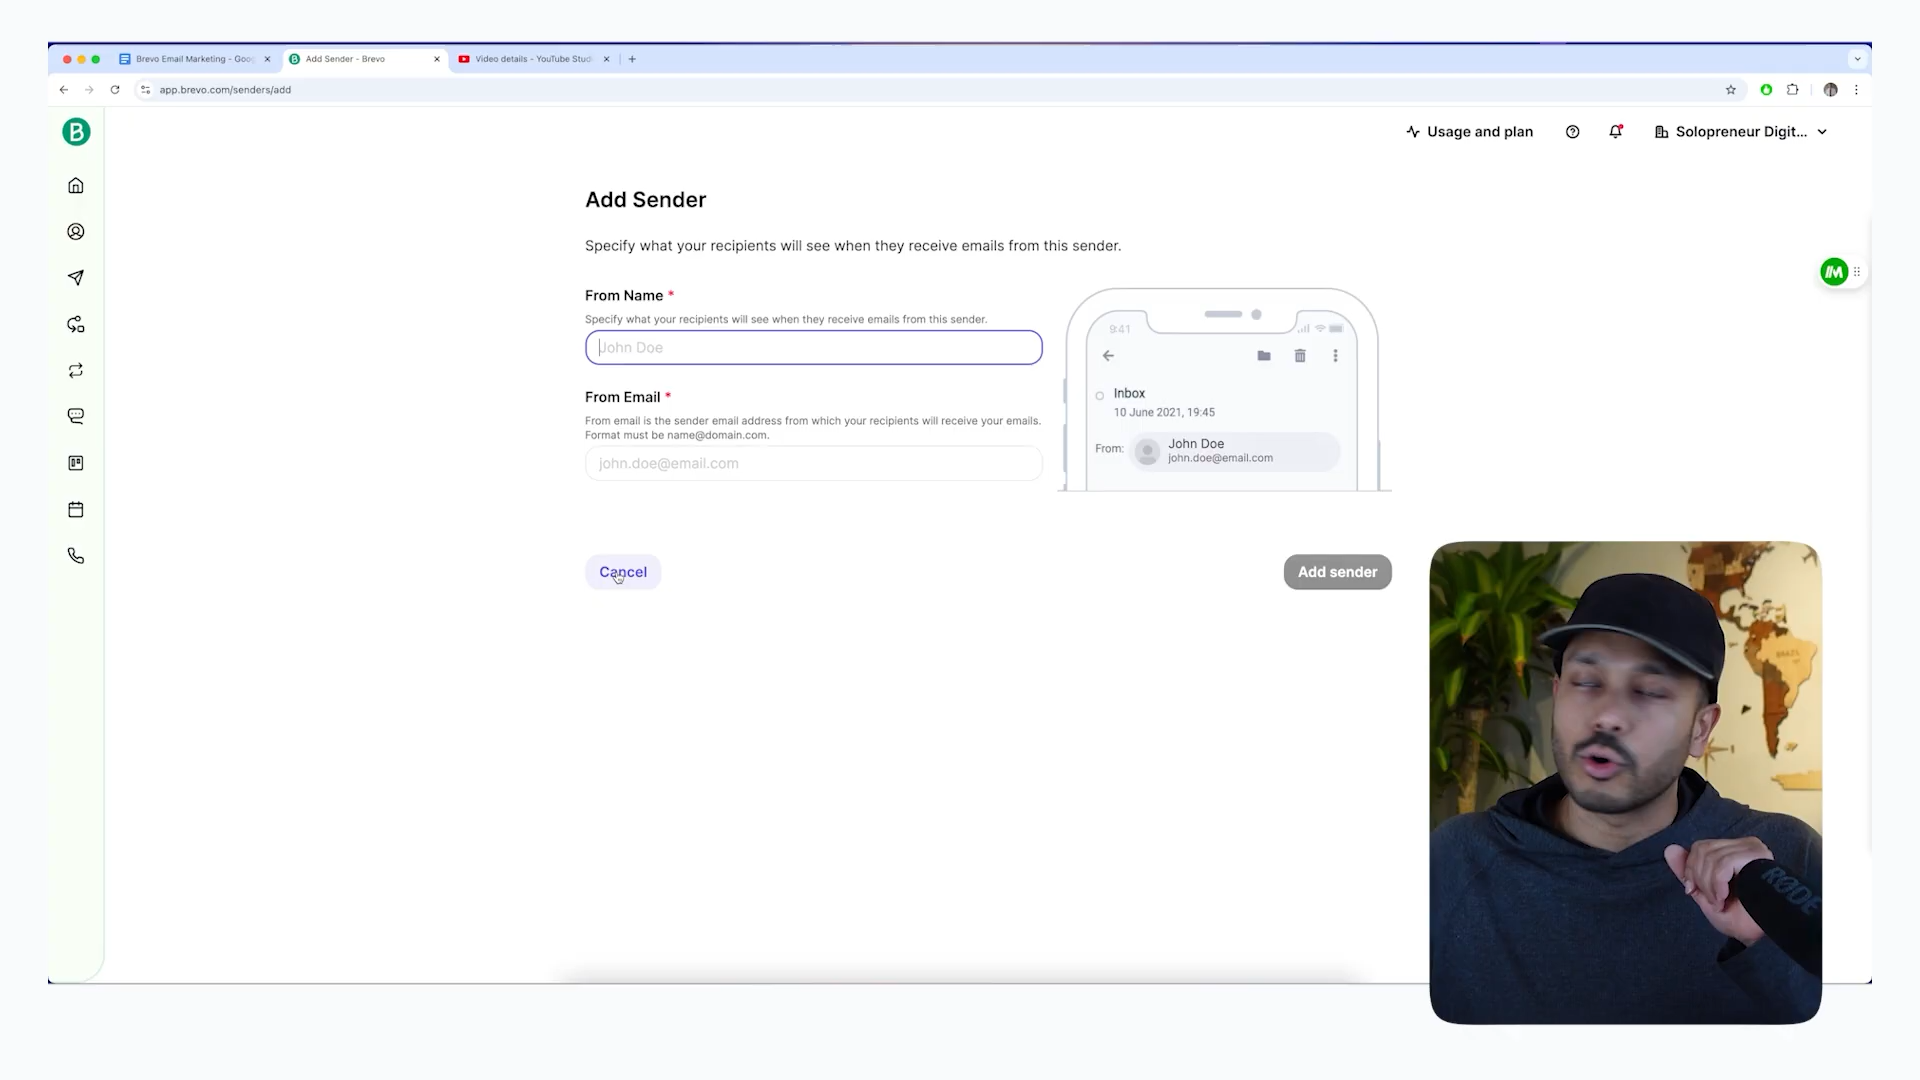 Brevo Email Marketing - Goo
Add Sender - Brevo
Video details - YouTube Stud
app.brevo.com/senders/add
B
Usage and plan
Solopreneur Digit...
Add Sender
Specify what your recipients will see when they receive emails from this sender.
From Name *
Specify what your recipients will see when they receive emails from this sender.
John Doe
From Email *
From email is the sender email address from which your recipients will receive your emails.
Format must be name@domain.com.
john.doe@email.com
9:41
Inbox
10 June 2021, 19:45
From:
John Doe
john.doe@email.com
Cancel
Add sender
BRAZIL
RØDE